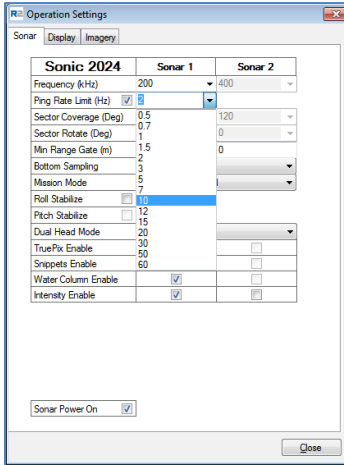 R2 Operation Settings
Sonar Display Imagery
Sonic 2024 Sonar 1 Sonar 2
Frequency (kHz) 200 400
Ping Rate Limit (Hz) 2
Sector Coverage (Deg) 0.5 120
0.7
Sector Rotate (Deg) 1 0
Min Range Gate (m) 1.5 0
2
Bottom Sampling 3
Mission Mode 5
7
Roll Stabilize 10
Pitch Stabilize 12
15
Dual Head Mode 20
TruePix Enable 30
50
Snippets Enable 60
Water Column Enable
Intensity Enable
Sonar Power On
Close